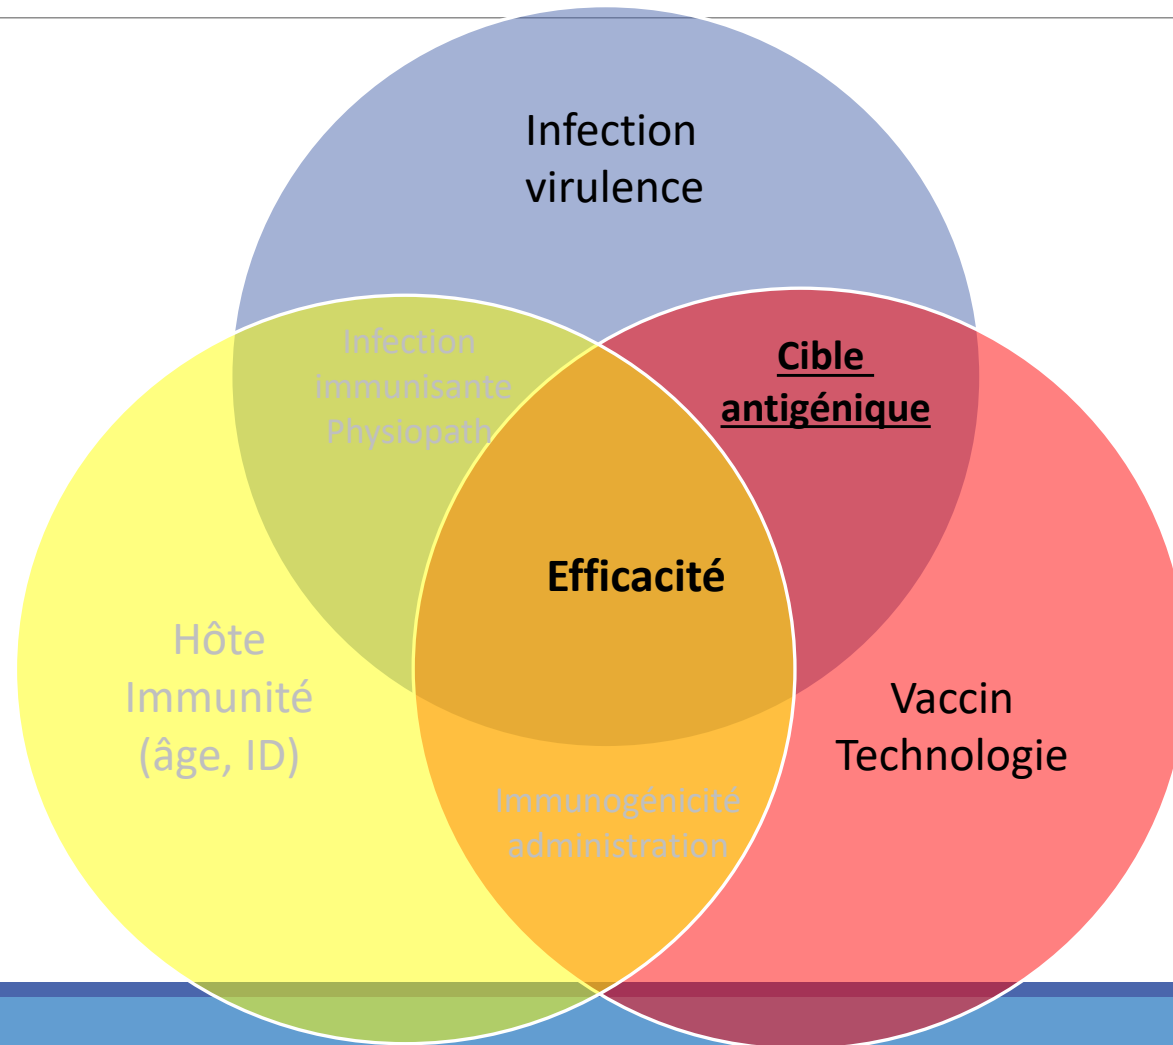 Infection
virulence
Infection
immunisante
Physiopath
Cible
antigénique
Efficacité
Hôte
Immunité
(âge, ID)
Vaccin
Technologie
Immunogénicité
administration